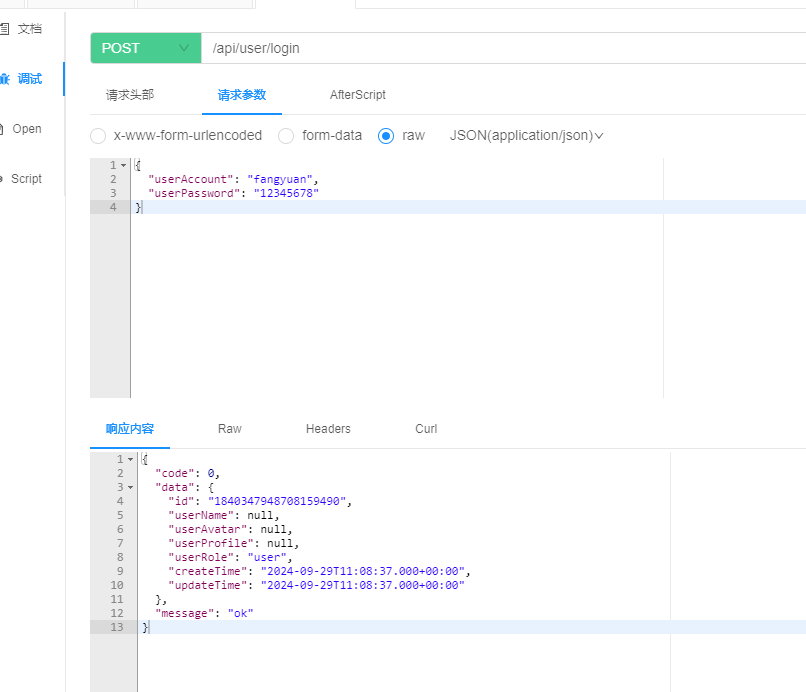 文档
调试
Open
Script
POST /api/user/login
请求头部 请求参数 AfterScript
x-www-form-urlencoded form-data raw JSON(application/json)
1 {
2 "userAccount": "fangyuan",
3 "userPassword": "12345678"
4 }
响应内容 Raw Headers Curl
1 {
2 "code": 0,
3 "data": {
4 "id": "1840347948708159490",
5 "userName": null,
6 "userAvatar": null,
7 "userProfile": null,
8 "userRole": "user",
9 "createTime": "2024-09-29T11:08:37.000+00:00",
10 "updateTime": "2024-09-29T11:08:37.000+00:00"
11 },
12 "message": "ok"
13 }